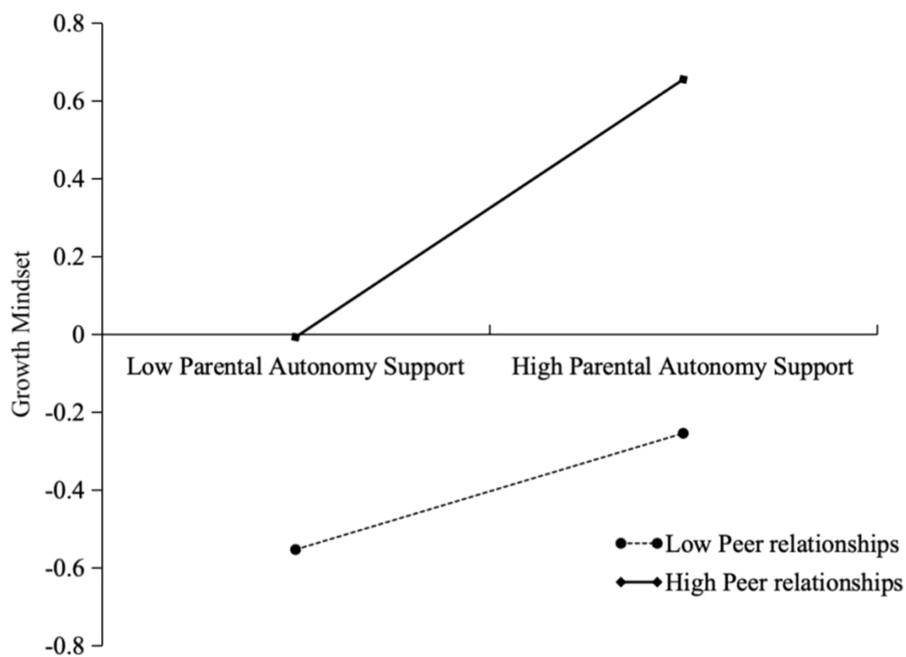 0.8
0.6
0.4
0.2
0
-0.2
-0.4
-0.6
-0.8
Growth Mindset
Low Parental Autonomy Support
High Parental Autonomy Support
Low Peer relationships
High Peer relationships